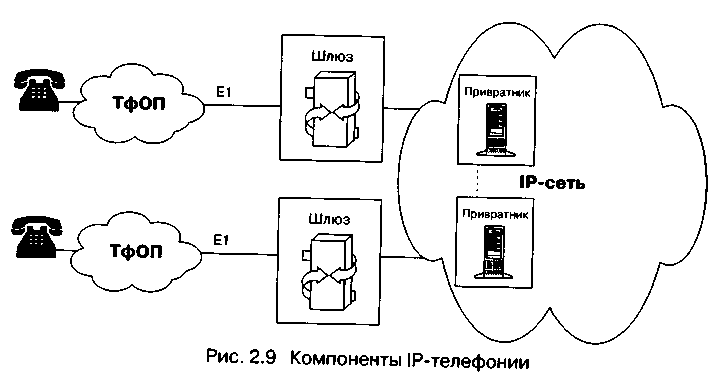 Шлюз
Привратник
ТфОП
E1
IP-сеть
Шлюз
Привратник
ТфОП
E1
Рис. 2.9 Компоненты IP-телефонии